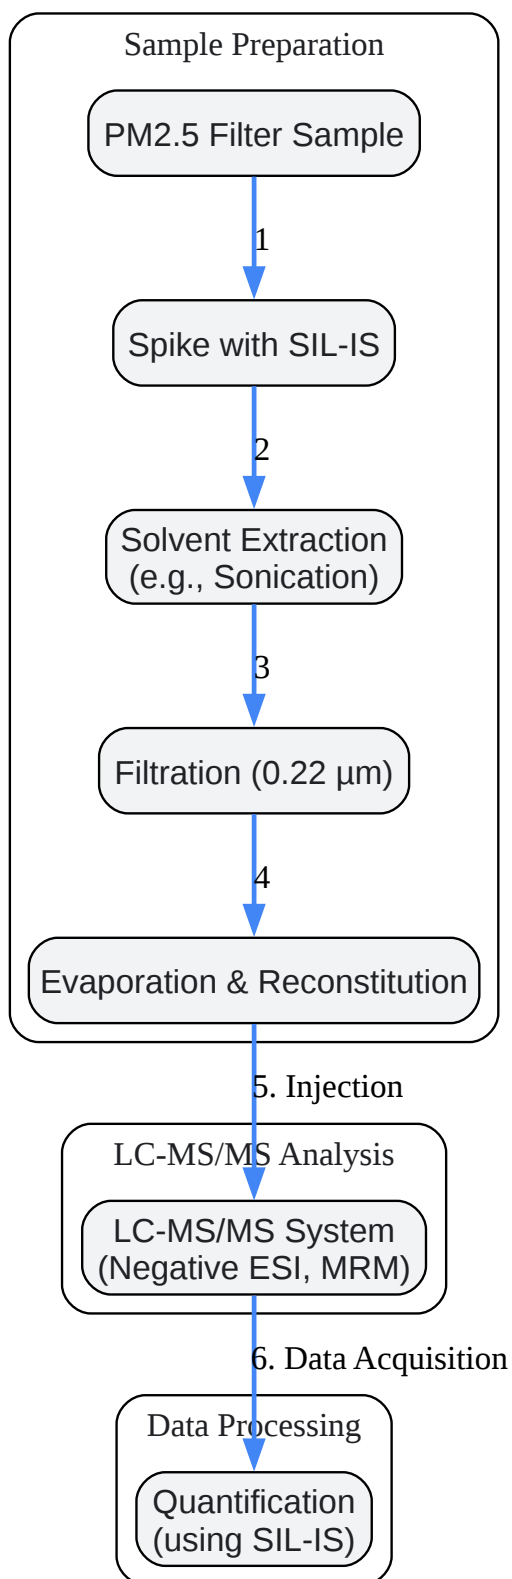 Sample Preparation
PM2.5 Filter Sample
1
Spike with SIL-IS
2
Solvent Extraction
(e.g., Sonication)
3
Filtration (0.22 µm)
4
Evaporation & Reconstitution
5. Injection
LC-MS/MS Analysis
LC-MS/MS System
(Negative ESI, MRM)
6. Data Acquisition
Data Processing
Quantification
(using SIL-IS)